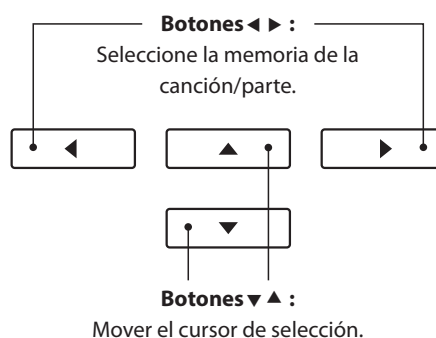 Botones◀ ▶ :
Seleccione la memoria de la
canción/parte.
◀ ▲ ▶
▼
Botones▼▲ :
Mover el cursor de selección.